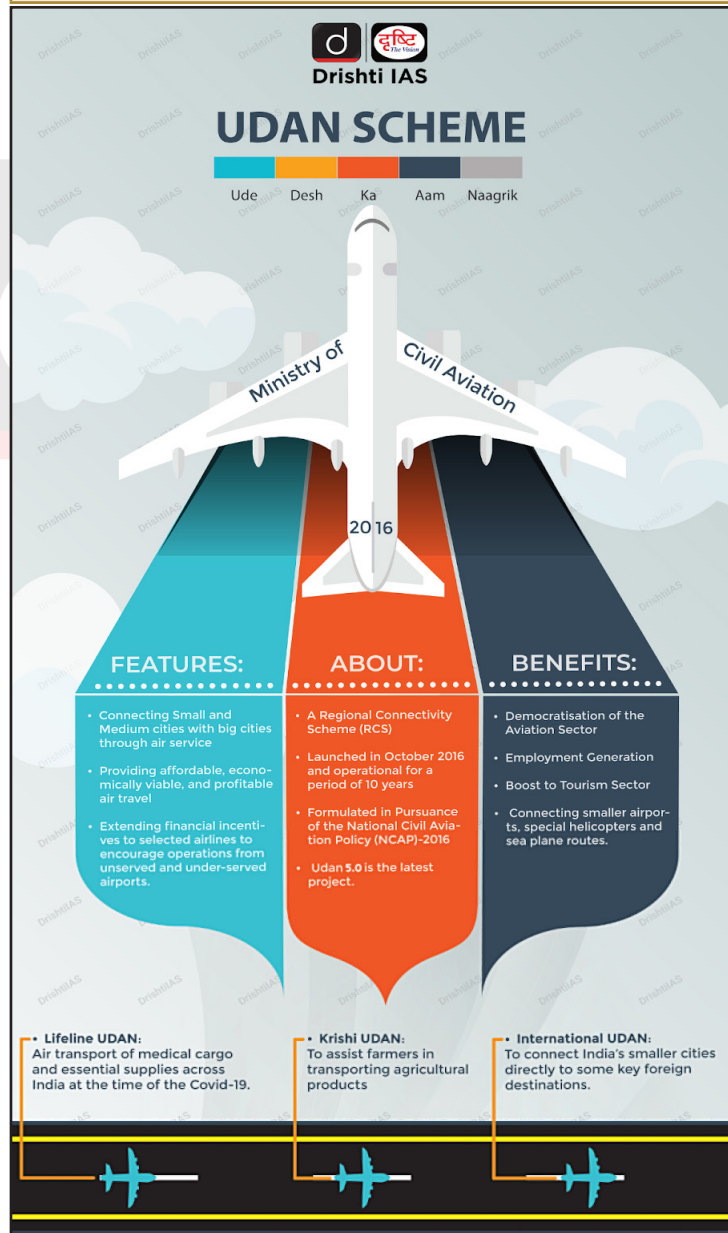 d
दृष्टि
The Vision
Drishti IAS
UDAN SCHEME
Ude Desh Ka Aam Naagrik
Ministry of Civil Aviation
2016
FEATURES:
• Connecting Small and
Medium cities with big cities
through air service
• Providing affordable, econo-
mically viable, and profitable
air travel
• Extending financial incenti-
ves to selected airlines to
encourage operations from
unserved and under-served
airports.
ABOUT:
• A Regional Connectivity
Scheme (RCS)
• Launched in October 2016
and operational for a
period of 10 years
• Formulated in Pursuance
of the National Civil Avia-
tion Policy (NCAP)-2016
• Udan 5.0 is the latest
project.
BENEFITS:
• Democratisation of the
Aviation Sector
• Employment Generation
• Boost to Tourism Sector
• Connecting smaller airpor-
ts, special helicopters and
sea plane routes.
• Lifeline UDAN:
Air transport of medical cargo
and essential supplies across
India at the time of the Covid-19.
• Krishi UDAN:
To assist farmers in
transporting agricultural
products
• International UDAN:
To connect India's smaller cities
directly to some key foreign
destinations.
DrishtiIAS